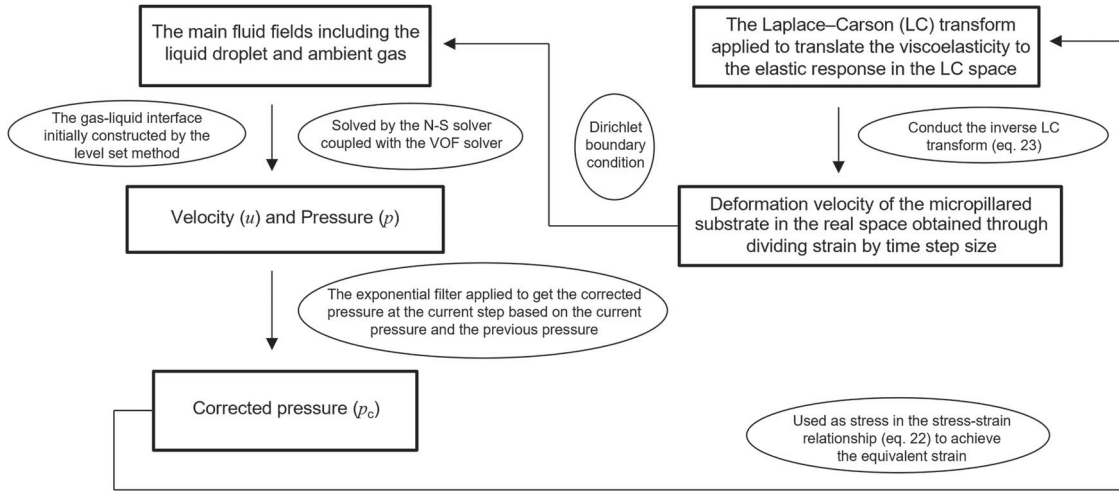 The main fluid fields including the
liquid droplet and ambient gas
The gas-liquid interface
initially constructed by the
level set method
Solved by the N-S solver
coupled with the VOF solver
Velocity (u) and Pressure (p)
The exponential filter applied to get the corrected
pressure at the current step based on the current
pressure and the previous pressure
Corrected pressure (pc)
Dirichlet
boundary
condition
The Laplace–Carson (LC) transform
applied to translate the viscoelasticity to
the elastic response in the LC space
Conduct the inverse LC
transform (eq. 23)
Deformation velocity of the micropillared
substrate in the real space obtained through
dividing strain by time step size
Used as stress in the stress-strain
relationship (eq. 22) to achieve
the equivalent strain